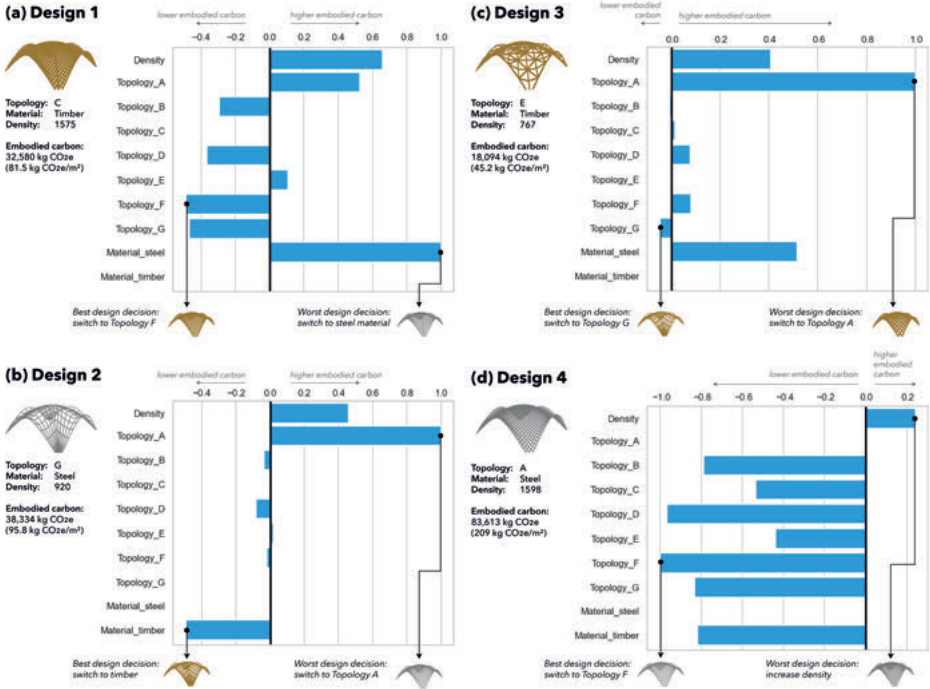 (a) Design 1
lower embodied carbon
higher embodied carbon
−0.4 −0.2 0.0 0.2 0.4 0.6 0.8 1.0
Topology: C
Material: Timber
Density: 1575
Embodied carbon:
32,580 kg COze
(81.5 kg COze/m²)
Density
Topology_A
Topology_B
Topology_C
Topology_D
Topology_E
Topology_F
Topology_G
Material_steel
Material_timber
Best design decision:
switch to Topology F
Worst design decision:
switch to steel material
(c) Design 3
lower embodied
carbon
higher embodied carbon
0.0 0.2 0.4 0.6 0.8 1.0
Topology: E
Material: Timber
Density: 767
Embodied carbon:
18,094 kg COze
(45.2 kg COze/m²)
Density
Topology_A
Topology_B
Topology_C
Topology_D
Topology_E
Topology_F
Topology_G
Material_steel
Material_timber
Best design decision:
switch to Topology G
Worst design decision:
switch to Topology A
(b) Design 2
lower embodied carbon
higher embodied carbon
−0.4 −0.2 0.0 0.2 0.4 0.6 0.8 1.0
Topology: G
Material: Steel
Density: 920
Embodied carbon:
38,334 kg COze
(95.8 kg COze/m²)
Density
Topology_A
Topology_B
Topology_C
Topology_D
Topology_E
Topology_F
Topology_G
Material_steel
Material_timber
Best design decision:
switch to timber
Worst design decision:
switch to Topology A
(d) Design 4
lower embodied carbon
higher
embodied
carbon
−1.0 −0.8 −0.6 −0.4 −0.2 0.0 0.2
Topology: A
Material: Steel
Density: 1598
Embodied carbon:
83,613 kg COze
(209 kg COze/m²)
Density
Topology_A
Topology_B
Topology_C
Topology_D
Topology_E
Topology_F
Topology_G
Material_steel
Material_timber
Best design decision:
switch to Topology F
Worst design decision:
increase density